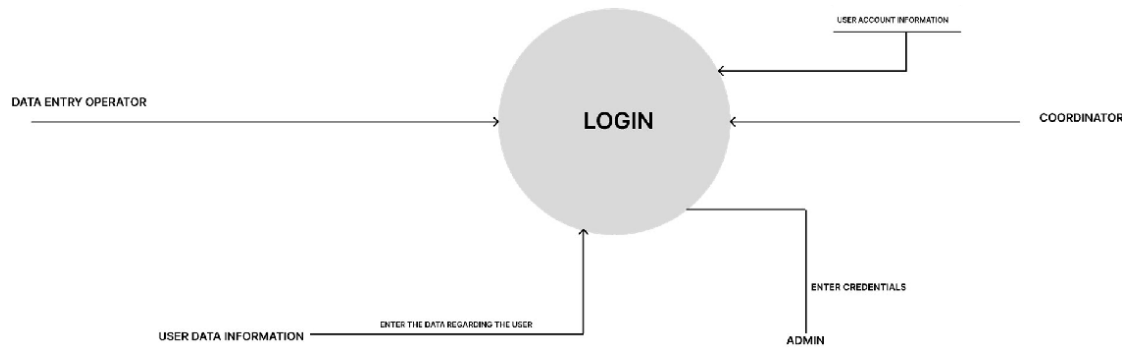 USER ACCOUNT INFORMATION
DATA ENTRY OPERATOR
LOGIN
COORDINATOR
ENTER CREDENTIALS
ENTER THE DATA REGARDING THE USER
USER DATA INFORMATION
ADMIN